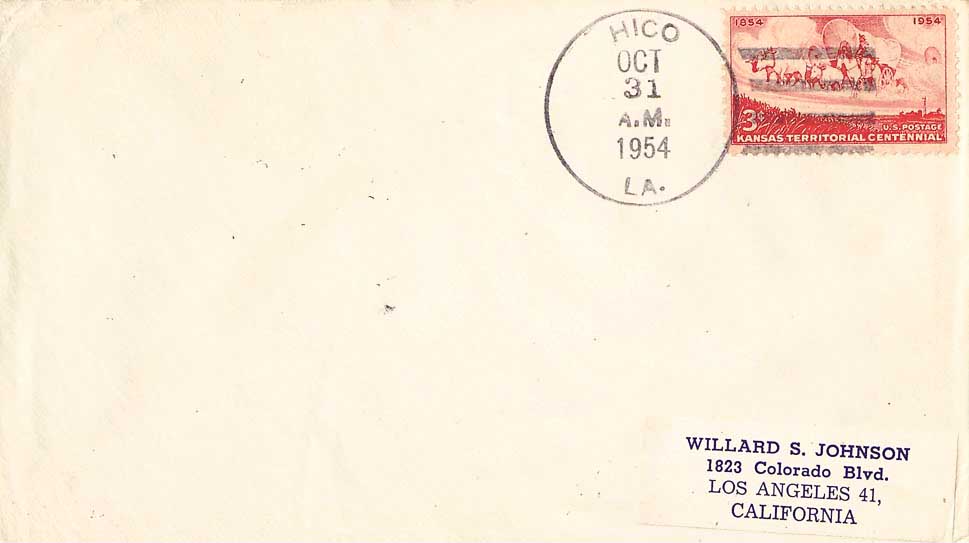 HICO
OCT
31
A.M.
1954
LA.
1854 1954
3¢ U.S. POSTAGE
KANSAS TERRITORIAL CENTENNIAL
WILLARD S. JOHNSON
1823 Colorado Blvd.
LOS ANGELES 41,
CALIFORNIA